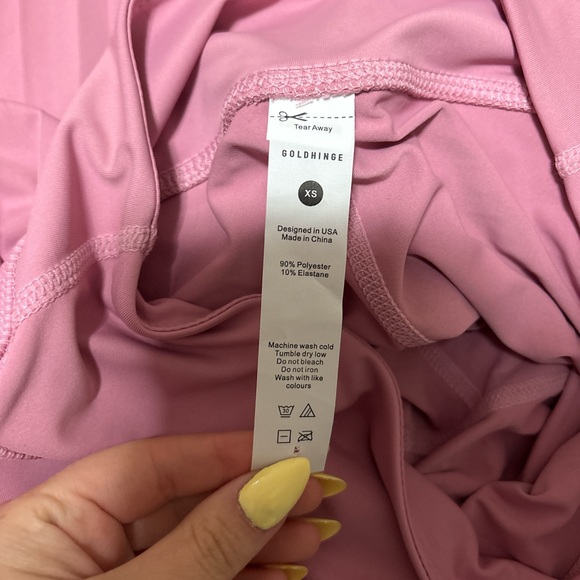 Tear Away
GOLDHINGE
XS
Designed in USA
Made in China
90% Polyester
10% Elastane
Machine wash cold
Tumble dry low
Do not bleach
Do not iron
Wash with like
colours
30